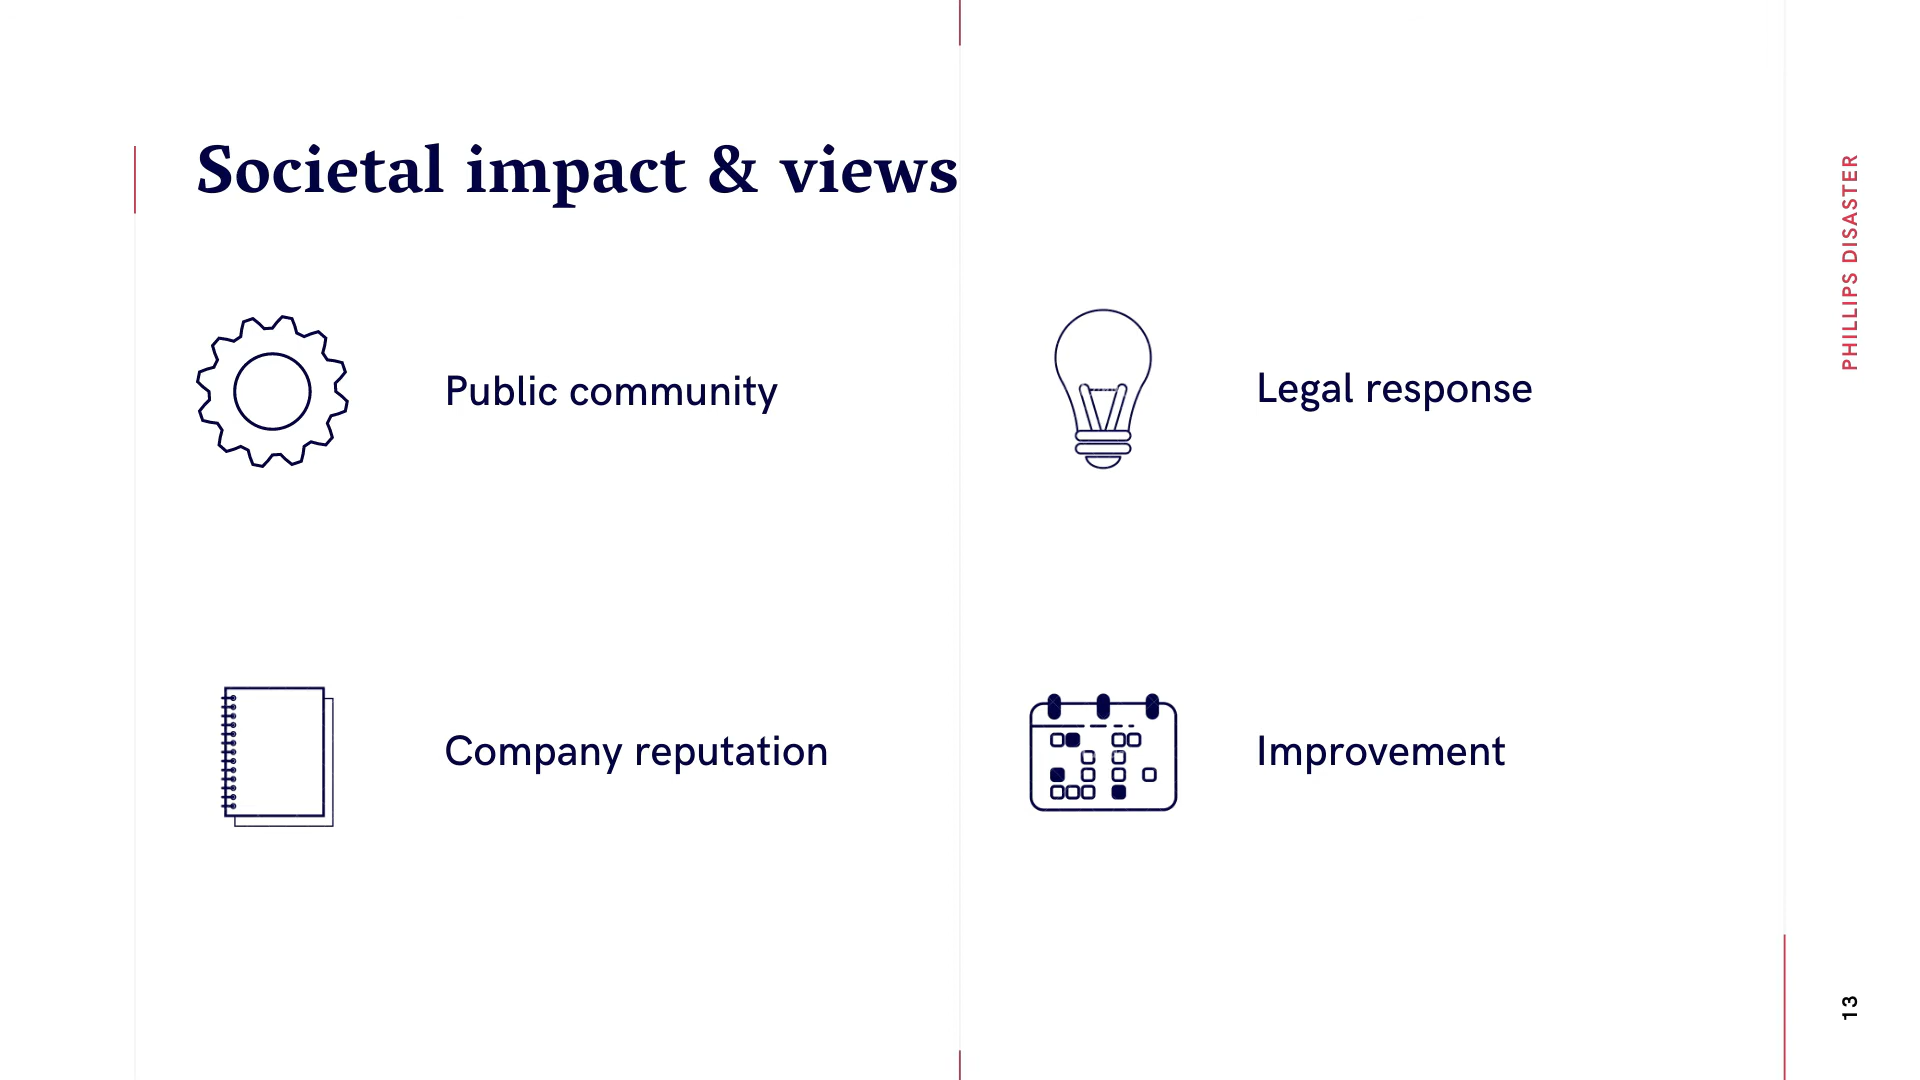 Societal impact & views
Public community
Legal response
Company reputation
Improvement
PHILLIPS DISASTER
13